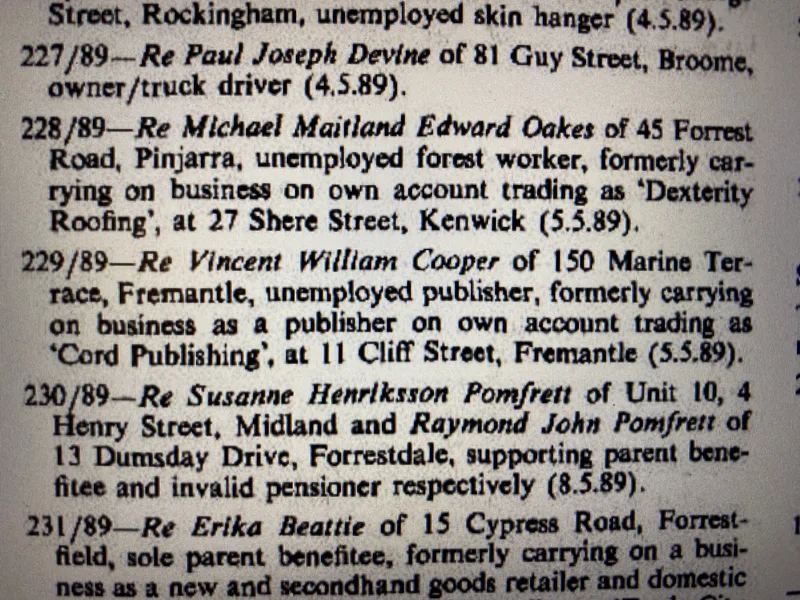 Street, Rockingham, unemployed skin hanger (4.5.89).
227/89—Re Paul Joseph Devine of 81 Guy Street, Broome,
owner/truck driver (4.5.89).
228/89—Re Michael Maitland Edward Oakes of 45 Forrest
Road, Pinjarra, unemployed forest worker, formerly car-
rying on business on own account trading as ‘Dexterity
Roofing’, at 27 Shere Street, Kenwick (5.5.89).
229/89—Re Vincent William Cooper of 150 Marine Ter-
race, Fremantle, unemployed publisher, formerly carrying
on business as a publisher on own account trading as
‘Cord Publishing’, at 11 Cliff Street, Fremantle (5.5.89).
230/89—Re Susanne Henriksson Pomfrett of Unit 10, 4
Henry Street, Midland and Raymond John Pomfrett of
13 Dumsday Drive, Forrestdale, supporting parent bene-
fitee and invalid pensioner respectively (8.5.89).
231/89—Re Erika Beattie of 15 Cypress Road, Forrest-
field, sole parent benefitee, formerly carrying on a busi-
ness as a new and secondhand goods retailer and domestic